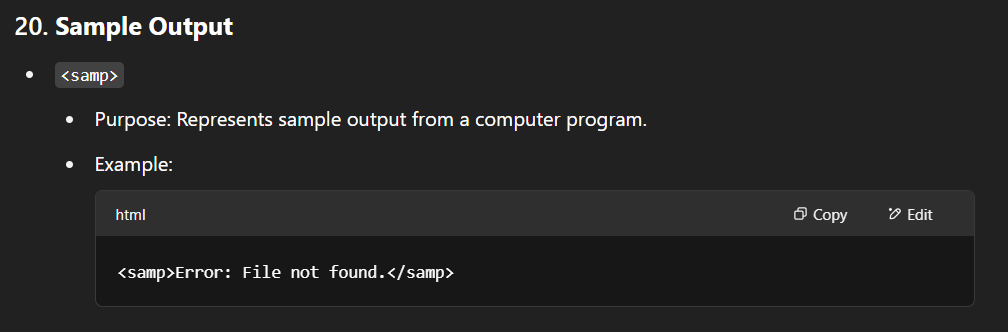 20. Sample Output
<samp>
Purpose: Represents sample output from a computer program.
Example:
html Copy Edit
<samp>Error: File not found.</samp>